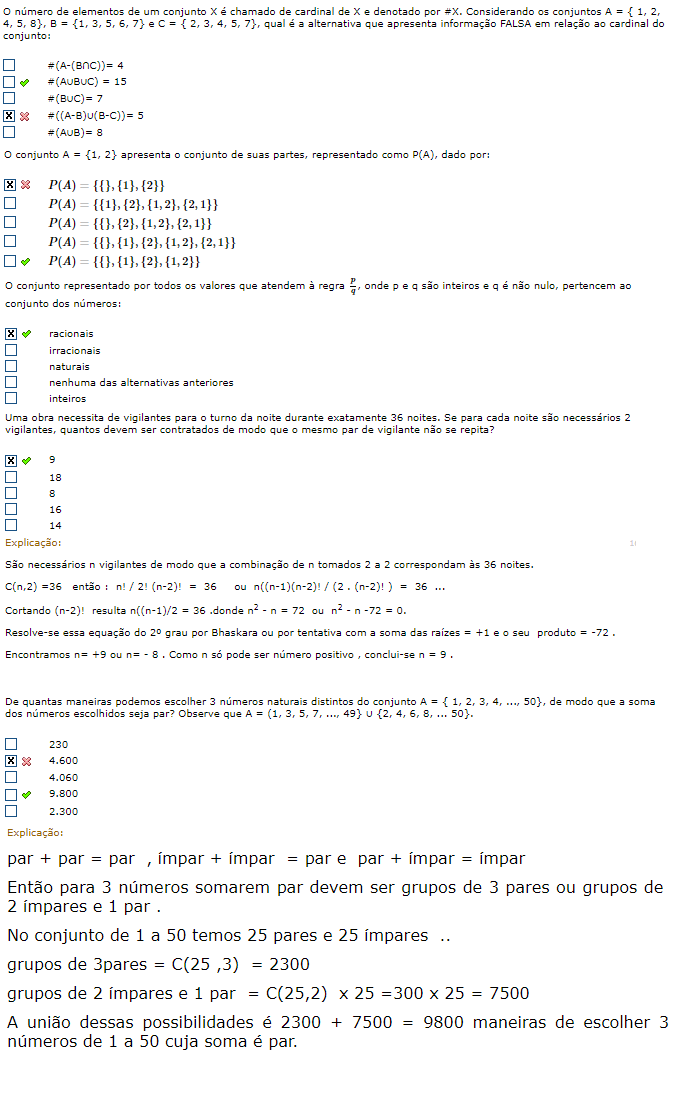 O número de elementos de um conjunto X é chamado de cardinal de X e denotado por #X. Considerando os conjuntos A = { 1, 2,
4, 5, 8}, B = {1, 3, 5, 6, 7} e C = { 2, 3, 4, 5, 7}, qual é a alternativa que apresenta informação FALSA em relação ao cardinal do
conjunto:
#(A-(B∩C))= 4
#(A∪B∪C) = 15
#(B∪C)= 7
X #((A-B)∪(B-C))= 5
#(A∪B)= 8
O conjunto A = {1, 2} apresenta o conjunto de suas partes, representado como P(A), dado por:
X P(A) = {{}, {1}, {2}}
P(A) = {{1}, {2}, {1, 2}, {2, 1}}
P(A) = {{}, {2}, {1, 2}, {2, 1}}
P(A) = {{}, {1}, {2}, {1, 2}, {2, 1}}
P(A) = {{}, {1}, {2}, {1, 2}}
O conjunto representado por todos os valores que atendem à regra p/q, onde p e q são inteiros e q é não nulo, pertencem ao
conjunto dos números:
X racionais
irracionais
naturais
nenhuma das alternativas anteriores
inteiros
Uma obra necessita de vigilantes para o turno da noite durante exatamente 36 noites. Se para cada noite são necessários 2
vigilantes, quantos devem ser contratados de modo que o mesmo par de vigilante não se repita?
X 9
18
8
16
14
Explicação:
São necessários n vigilantes de modo que a combinação de n tomados 2 a 2 correspondam às 36 noites.
C(n,2) =36 então : n! / 2! (n-2)! = 36 ou n((n-1)(n-2)! / (2 . (n-2)! ) = 36 ...
Cortando (n-2)! resulta n((n-1)/2 = 36 .donde n² - n = 72 ou n² - n -72 = 0.
Resolve-se essa equação do 2º grau por Bhaskara ou por tentativa com a soma das raízes = +1 e o seu produto = -72 .
Encontramos n= +9 ou n= - 8 . Como n só pode ser número positivo , conclui-se n = 9 .
De quantas maneiras podemos escolher 3 números naturais distintos do conjunto A = { 1, 2, 3, 4, ..., 50}, de modo que a soma
dos números escolhidos seja par? Observe que A = {1, 3, 5, 7, ..., 49} ∪ {2, 4, 6, 8, ... 50}.
230
X 4.600
4.060
9.800
2.300
Explicação:
par + par = par , ímpar + ímpar = par e par + ímpar = ímpar
Então para 3 números somarem par devem ser grupos de 3 pares ou grupos de
2 ímpares e 1 par .
No conjunto de 1 a 50 temos 25 pares e 25 ímpares ..
grupos de 3pares = C(25 ,3) = 2300
grupos de 2 ímpares e 1 par = C(25,2) x 25 =300 x 25 = 7500
A união dessas possibilidades é 2300 + 7500 = 9800 maneiras de escolher 3
números de 1 a 50 cuja soma é par.